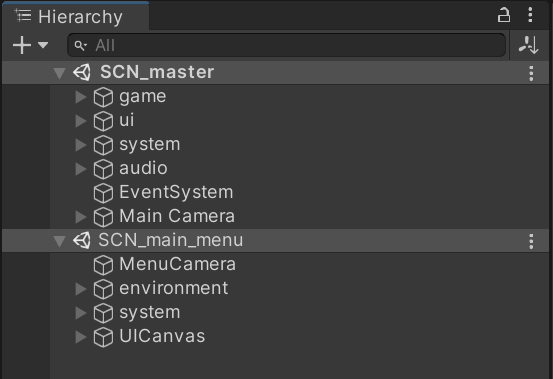 Hierarchy
All
SCN_master
game
ui
system
audio
EventSystem
Main Camera
SCN_main_menu
MenuCamera
environment
system
UICanvas